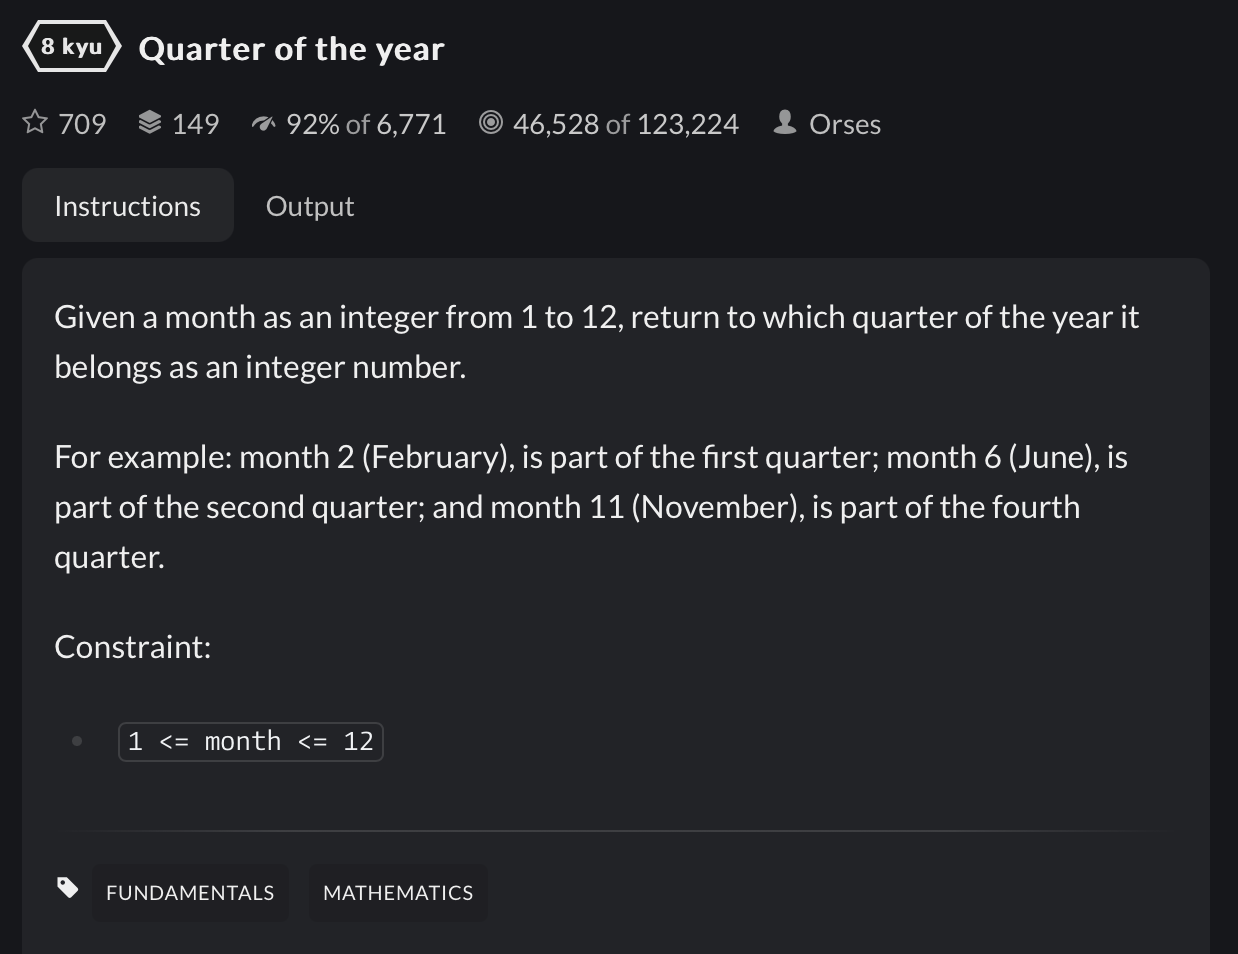 8 kyu Quarter of the year
709 149 92% of 6,771 46,528 of 123,224 Orses
Instructions Output
Given a month as an integer from 1 to 12, return to which quarter of the year it
belongs as an integer number.
For example: month 2 (February), is part of the first quarter; month 6 (June), is
part of the second quarter; and month 11 (November), is part of the fourth
quarter.
Constraint:
1 <= month <= 12
FUNDAMENTALS MATHEMATICS